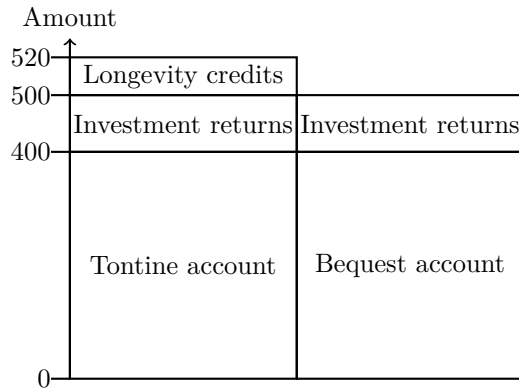 Amount
520
Longevity credits
500
Investment returns Investment returns
400
Tontine account Bequest account
0